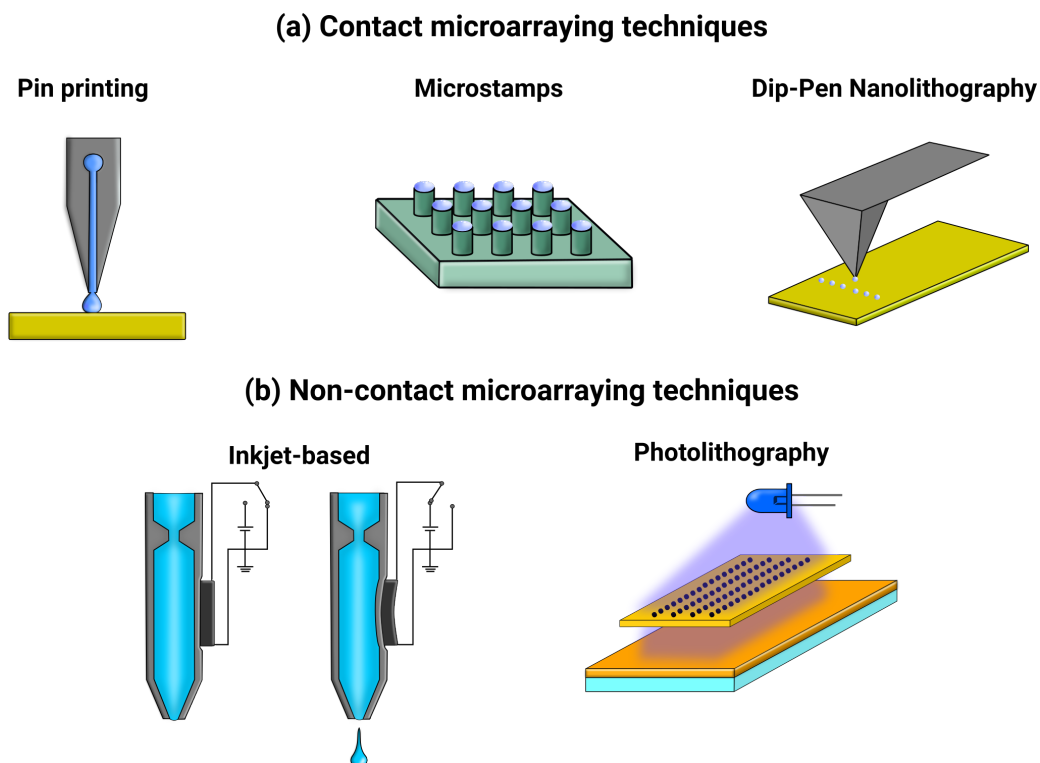 (a) Contact microarraying techniques
Pin printing
Microstamps
Dip-Pen Nanolithography
(b) Non-contact microarraying techniques
Inkjet-based
Photolithography